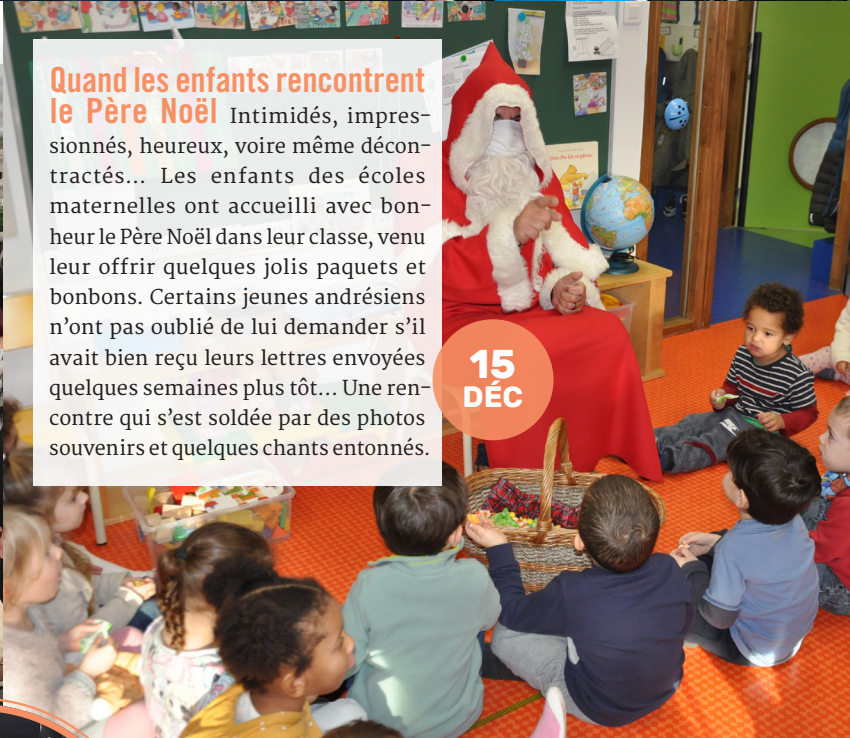 Quand les enfants rencontrent
le Père Noël Intimidés, impres-
sionnés, heureux, voire même décon-
tractés... Les enfants des écoles
maternelles ont accueilli avec bon-
heur le Père Noël dans leur classe, venu
leur offrir quelques jolis paquets et
bonbons. Certains jeunes andrésiens
n'ont pas oublié de lui demander s'il
avait bien reçu leurs lettres envoyées
quelques semaines plus tôt... Une ren-
contre qui s'est soldée par des photos
souvenirs et quelques chants entonnés.
15
DÉC